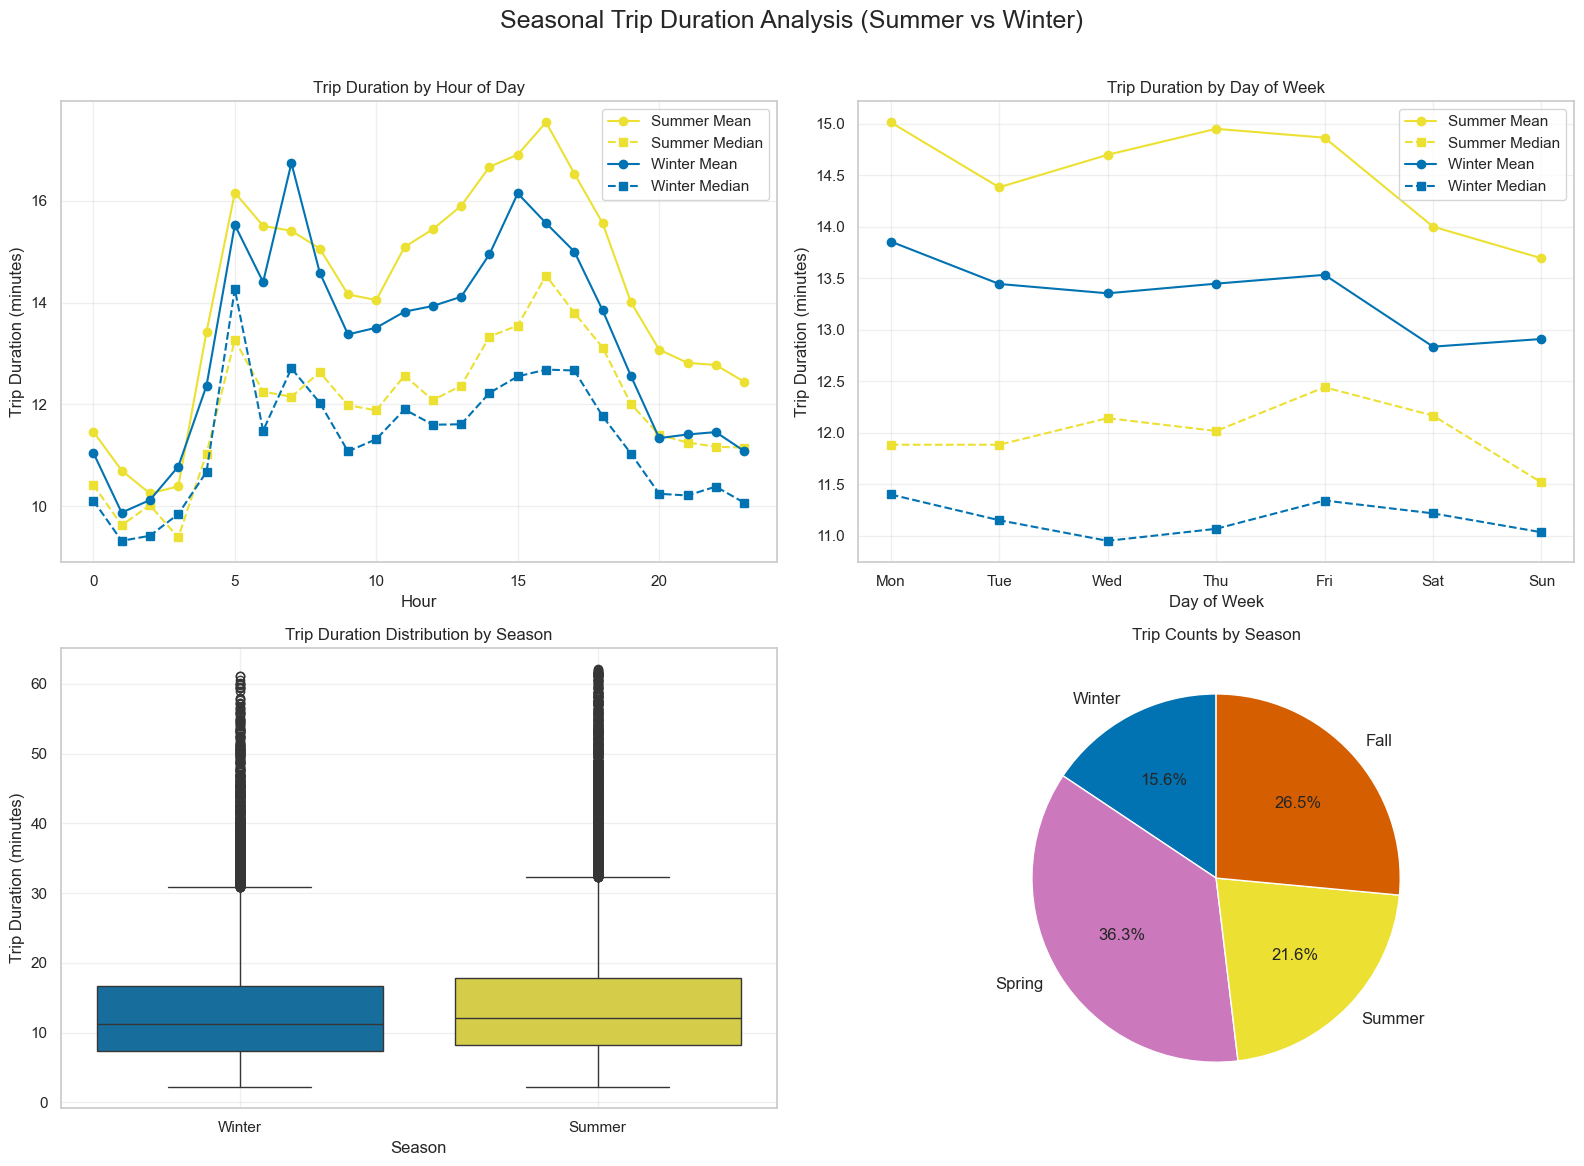 Seasonal Trip Duration Analysis (Summer vs Winter)
Trip Duration by Hour of Day
Trip Duration (minutes)
16
14
12
10
0
5
10
15
20
Hour
Summer Mean
Summer Median
Winter Mean
Winter Median
Trip Duration by Day of Week
Trip Duration (minutes)
15.0
14.5
14.0
13.5
13.0
12.5
12.0
11.5
11.0
Mon
Tue
Wed
Thu
Fri
Sat
Sun
Day of Week
Summer Mean
Summer Median
Winter Mean
Winter Median
Trip Duration Distribution by Season
Trip Duration (minutes)
60
50
40
30
20
10
0
Winter
Summer
Season
Trip Counts by Season
Winter
15.6%
Fall
26.5%
Spring
36.3%
Summer
21.6%